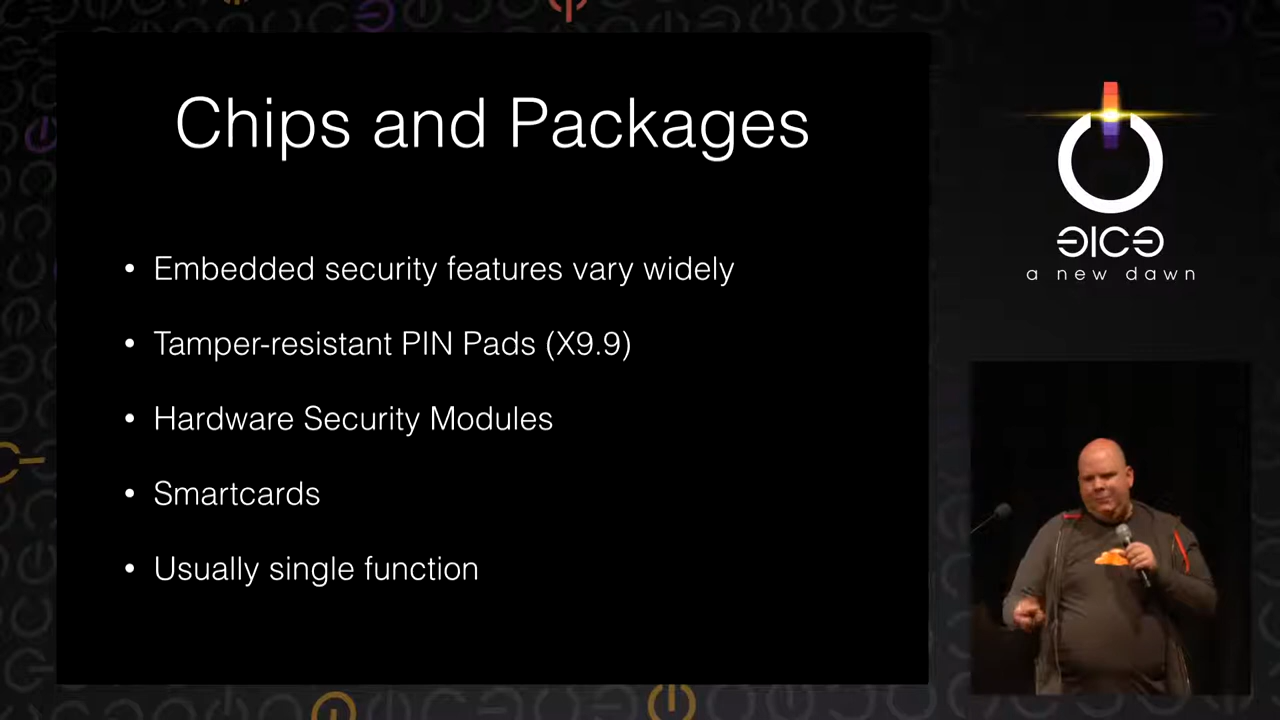 Chips and Packages
• Embedded security features vary widely
• Tamper-resistant PIN Pads (X9.9)
• Hardware Security Modules
• Smartcards
• Usually single function
a new dawn